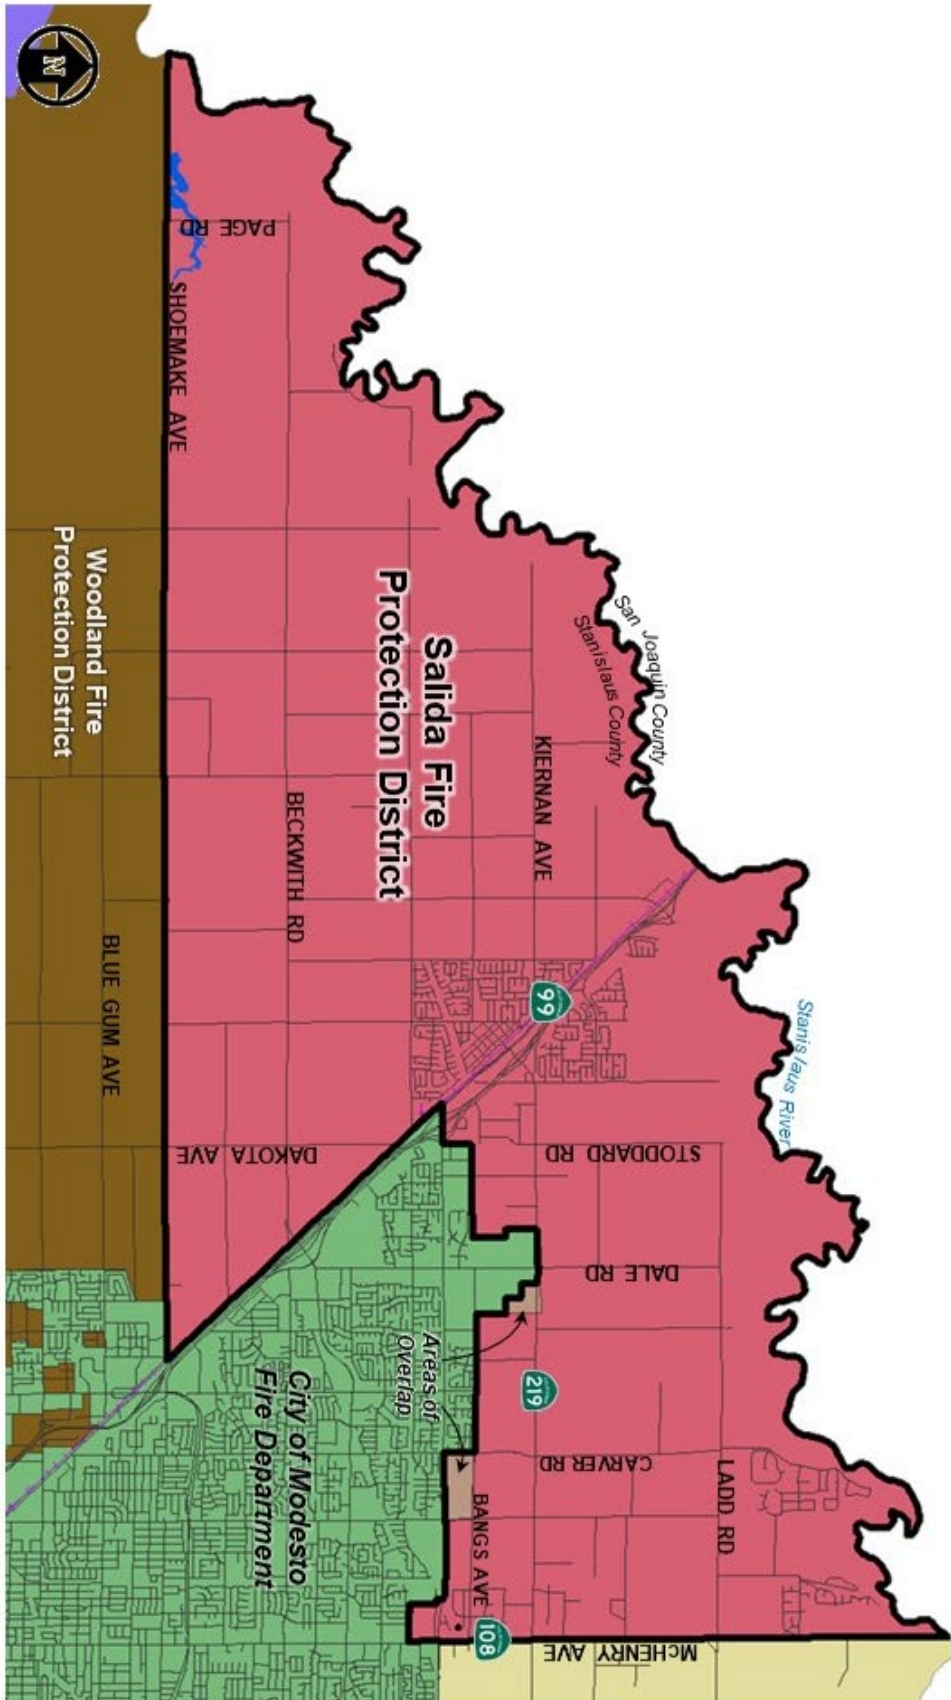 N
San Joaquin County
Stanislaus County
Stanislaus River
LADD RD
STODDARD RD
DALE RD
CARVER RD
McHENRY AVE
KIERNAN AVE
99
219
108
BANGS AVE
Salida Fire
Protection District
Areas of
Overlap
BECKWITH RD
PAGE RD
DAKOTA AVE
City of Modesto
Fire Department
SHOEMAKE AVE
BLUE GUM AVE
Woodland Fire
Protection District